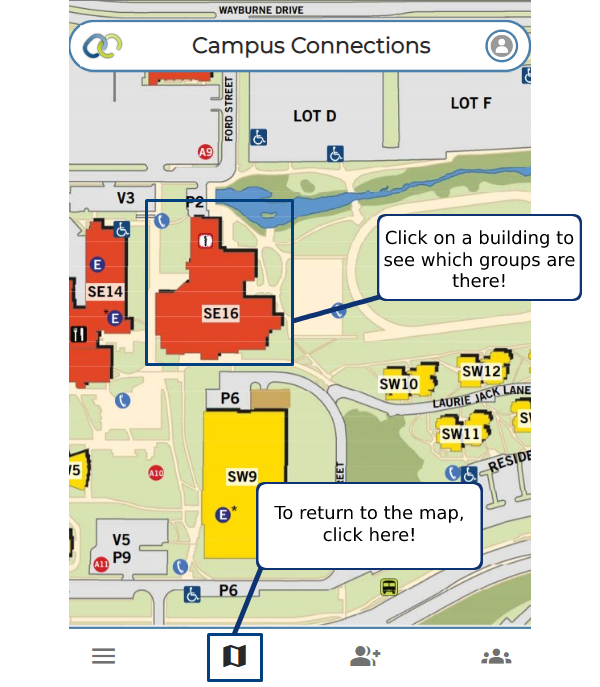 WAYBURNE DRIVE
Campus Connections
FORD STREET
LOT D
LOT F
A9
V3
P2
Click on a building to
see which groups are
there!
E
SE14
E
SE16
SW10
SW12
LAURIE JACK LANE
P6
SW11
RESIDE
V5
A10
SW9
E*
To return to the map,
click here!
V5
P9
A11
P6